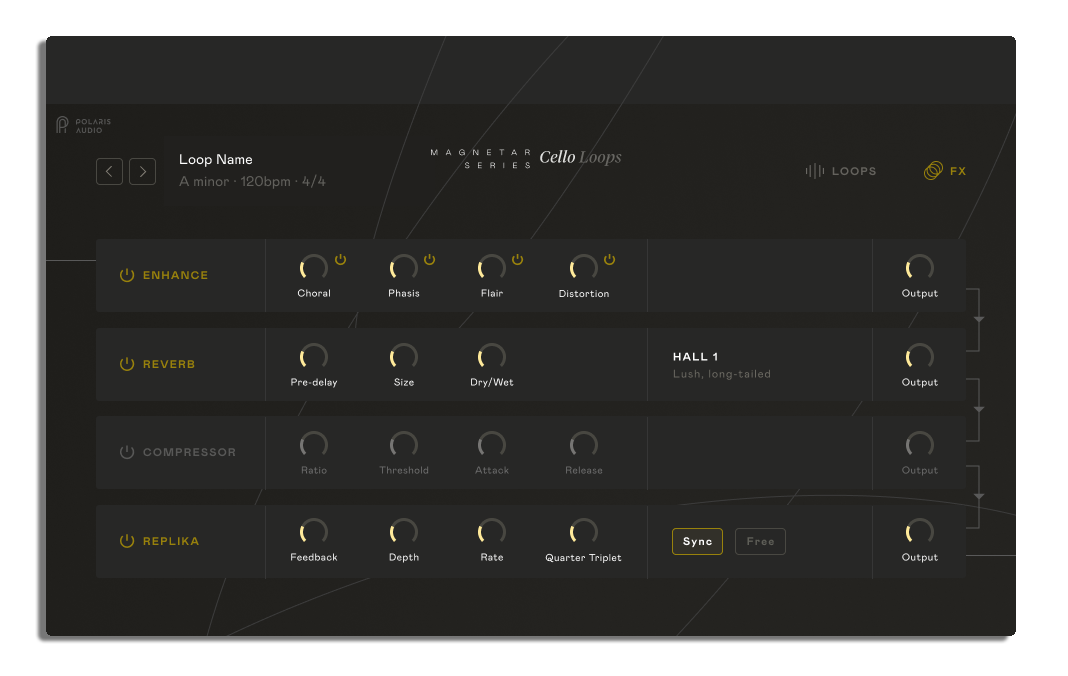 POLARIS
AUDIO
Loop Name
A minor · 120bpm · 4/4
MAGNETAR
SERIES
Cello Loops
LOOPS
FX
ENHANCE
Choral
Phasis
Flair
Distortion
Output
REVERB
Pre-delay
Size
Dry/Wet
HALL 1
Lush, long-tailed
Output
COMPRESSOR
Ratio
Threshold
Attack
Release
Output
REPLIKA
Feedback
Depth
Rate
Quarter Triplet
Sync
Free
Output